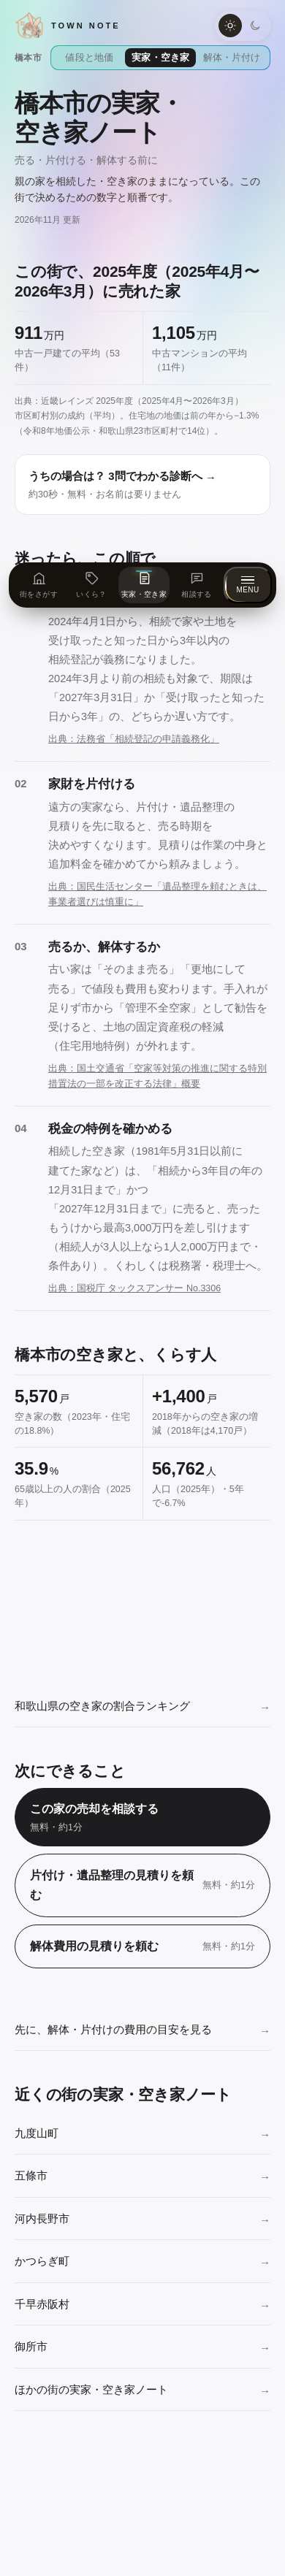 TOWN NOTE
橋本市
値段と地価
実家・空き家
解体・片付け
橋本市の実家・
空き家ノート
売る・片付ける・解体する前に
親の家を相続した・空き家のままになっている。この
街で決めるための数字と順番です。
2026年11月 更新
この街で、2025年度（2025年4月〜
2026年3月）に売れた家
911万円
中古一戸建ての平均（53
件）
1,105万円
中古マンションの平均
（11件）
出典：近畿レインズ 2025年度（2025年4月〜2026年3月）
市区町村別の成約（平均）。住宅地の地価は前の年から−1.3%
（令和8年地価公示・和歌山県23市区町村で14位）。
うちの場合は？ 3問でわかる診断へ →
約30秒・無料・お名前は要りません
迷ったら、この順で
街をさがす
いくら？
実家・空き家
相談する
MENU
2024年4月1日から、相続で家や土地を
受け取ったと知った日から3年以内の
相続登記が義務になりました。
2024年3月より前の相続も対象で、期限は
「2027年3月31日」か「受け取ったと知った
日から3年」の、どちらか遅い方です。
出典：法務省「相続登記の申請義務化」
02
家財を片付ける
遠方の実家なら、片付け・遺品整理の
見積りを先に取ると、売る時期を
決めやすくなります。見積りは作業の中身と
追加料金を確かめてから頼みましょう。
出典：国民生活センター「遺品整理を頼むときは、
事業者選びは慎重に」
03
売るか、解体するか
古い家は「そのまま売る」「更地にして
売る」で値段も費用も変わります。手入れが
足りず市から「管理不全空家」として勧告を
受けると、土地の固定資産税の軽減
（住宅用地特例）が外れます。
出典：国土交通省「空家等対策の推進に関する特別
措置法の一部を改正する法律」概要
04
税金の特例を確かめる
相続した空き家（1981年5月31日以前に
建てた家など）は、「相続から3年目の年の
12月31日まで」かつ
「2027年12月31日まで」に売ると、売った
もうけから最高3,000万円を差し引けます
（相続人が3人以上なら1人2,000万円まで・
条件あり）。くわしくは税務署・税理士へ。
出典：国税庁 タックスアンサー No.3306
橋本市の空き家と、くらす人
5,570戸
空き家の数（2023年・住宅
の18.8%）
+1,400戸
2018年からの空き家の増
減（2018年は4,170戸）
35.9%
65歳以上の人の割合（2025
年）
56,762人
人口（2025年）・5年
で-6.7%
和歌山県の空き家の割合ランキング →
次にできること
この家の売却を相談する
無料・約1分
片付け・遺品整理の見積りを頼
む
無料・約1分
解体費用の見積りを頼む
無料・約1分
先に、解体・片付けの費用の目安を見る →
近くの街の実家・空き家ノート
九度山町 →
五條市 →
河内長野市 →
かつらぎ町 →
千早赤阪村 →
御所市 →
ほかの街の実家・空き家ノート →